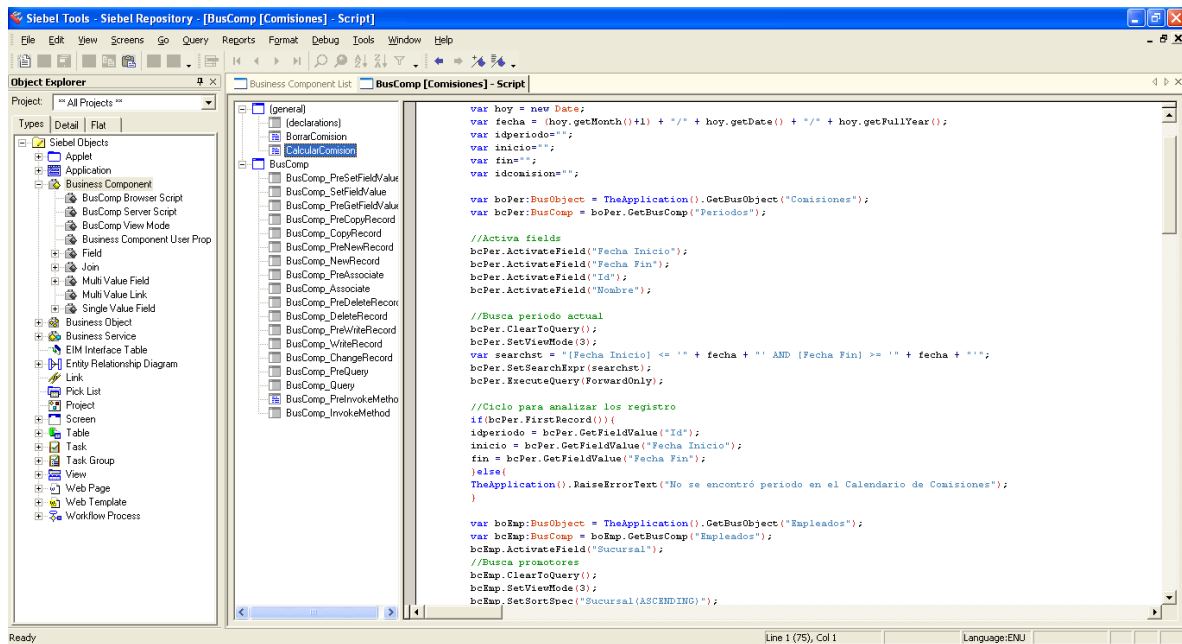 Siebel Tools - Siebel Repository - [BusComp [Comisiones] - Script]
File Edit View Screens Go Query Reports Format Debug Tools Window Help
Object Explorer
Business Component List BusComp [Comisiones] - Script
Project: ** All Projects **
Types Detail Flat
Siebel Objects
Applet
Application
Business Component
BusComp Browser Script
BusComp Server Script
BusComp View Mode
Business Component User Prop
Field
Join
Multi Value Field
Multi Value Link
Single Value Field
Business Object
Business Service
EIM Interface Table
Entity Relationship Diagram
Link
Pick List
Project
Screen
Table
Task
Task Group
View
Web Page
Web Template
Workflow Process
(general)
(declarations)
BorrarComision
CalcularComision
BusComp
BusComp_PreSetFieldValue
BusComp_SetFieldValue
BusComp_PreGetFieldValue
BusComp_PreCopyRecord
BusComp_CopyRecord
BusComp_PreNewRecord
BusComp_NewRecord
BusComp_PreAssociate
BusComp_Associate
BusComp_PreDeleteRecord
BusComp_DeleteRecord
BusComp_PreWriteRecord
BusComp_WriteRecord
BusComp_ChangeRecord
BusComp_PreQuery
BusComp_Query
BusComp_PreInvokeMetho
BusComp_InvokeMethod
var hoy = new Date;
var fecha = (hoy.getMonth()+1) + "/" + hoy.getDate() + "/" + hoy.getFullYear();
var idperiodo="";
var inicio="";
var fin="";
var idcomision="";
var boPer:BusObject = TheApplication().GetBusObject("Comisiones");
var bcPer:BusComp = boPer.GetBusComp("Periodos");
//Activa fields
bcPer.ActivateField("Fecha Inicio");
bcPer.ActivateField("Fecha Fin");
bcPer.ActivateField("Id");
bcPer.ActivateField("Nombre");
//Busca periodo actual
bcPer.ClearToQuery();
bcPer.SetViewMode(3);
var searchst = "[Fecha Inicio] <= '" + fecha + "' AND [Fecha Fin] >= '" + fecha + "'";
bcPer.SetSearchExpr(searchst);
bcPer.ExecuteQuery(ForwardOnly);
//Ciclo para analizar los registro
if(bcPer.FirstRecord()){
idperiodo = bcPer.GetFieldValue("Id");
inicio = bcPer.GetFieldValue("Fecha Inicio");
fin = bcPer.GetFieldValue("Fecha Fin");
}else{
TheApplication().RaiseErrorText("No se encontró periodo en el Calendario de Comisiones");
}
var boEmp:BusObject = TheApplication().GetBusObject("Empleados");
var bcEmp:BusComp = boEmp.GetBusComp("Empleados");
bcEmp.ActivateField("Sucursal");
//Busca promotores
bcEmp.ClearToQuery();
bcEmp.SetViewMode(3);
bcEmp.SetSortSpec("Sucursal(ASCENDING)");
Ready
Line 1 (75), Col 1
Language:ENU